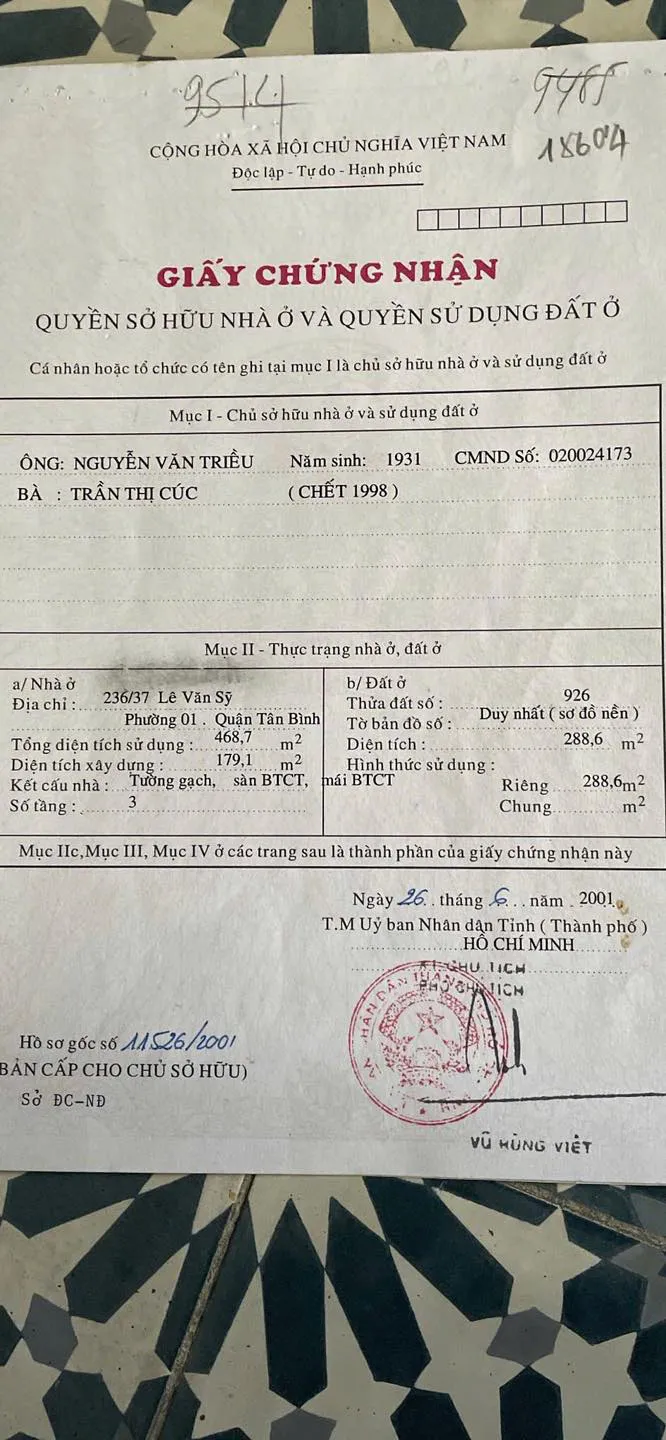 9514
9485
18604
CỘNG HÒA XÃ HỘI CHỦ NGHĨA VIỆT NAM
Độc lập - Tự do - Hạnh phúc
GIẤY CHỨNG NHẬN
QUYỀN SỞ HỮU NHÀ Ở VÀ QUYỀN SỬ DỤNG ĐẤT Ở
Cá nhân hoặc tổ chức có tên ghi tại mục I là chủ sở hữu nhà ở và sử dụng đất ở
Mục I - Chủ sở hữu nhà ở và sử dụng đất ở
ÔNG: NGUYỄN VĂN TRIỀU Năm sinh: 1931 CMND Số: 020024173
BÀ : TRẦN THỊ CÚC ( CHẾT 1998 )
Mục II - Thực trạng nhà ở, đất ở
a/ Nhà ở
Địa chỉ : 236/37 Lê Văn Sỹ
Phường 01 . Quận Tân Bình
Tổng diện tích sử dụng : 468,7 m2
Diện tích xây dựng : 179,1 m2
Kết cấu nhà : Tường gạch, sàn BTCT, mái BTCT
Số tầng : 3
b/ Đất ở
Thửa đất số : 926
Tờ bản đồ số : Duy nhất ( sơ đồ nền )
Diện tích : 288,6 m2
Hình thức sử dụng :
Riêng 288,6m2
Chung m2
Mục IIc,Mục III, Mục IV ở các trang sau là thành phần của giấy chứng nhận này
Ngày 26 tháng 6 năm 2001
T.M Uỷ ban Nhân dân Tỉnh ( Thành phố )
HỒ CHÍ MINH
KT CHỦ TỊCH
PHÓ CHỦ TỊCH
Hồ sơ gốc số 11526/2001
BẢN CẤP CHO CHỦ SỞ HỮU)
Sở ĐC-NĐ
VŨ HÙNG VIỆT